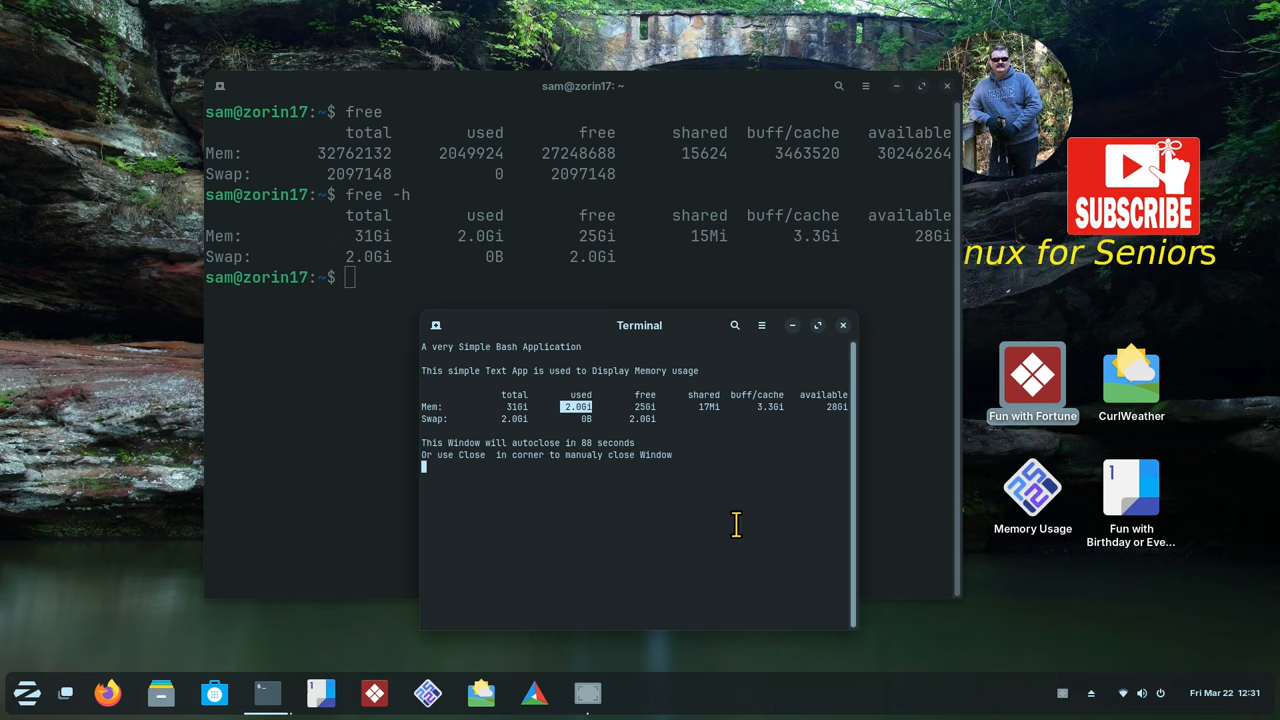 sam@zorin17: ~
sam@zorin17:~$ free
total used free shared buff/cache available
Mem: 32762132 2049924 27248688 15624 3463520 30246264
Swap: 2097148 0 2097148
sam@zorin17:~$ free -h
total used free shared buff/cache available
Mem: 31Gi 2.0Gi 25Gi 15Mi 3.3Gi 28Gi
Swap: 2.0Gi 0B 2.0Gi
sam@zorin17:~$
Terminal
A very Simple Bash Application
This simple Text App is used to Display Memory usage
total used free shared buff/cache available
Mem: 31Gi 2.0Gi 25Gi 17Mi 3.3Gi 28Gi
Swap: 2.0Gi 0B 2.0Gi
This Window will autoclose in 88 seconds
Or use Close in corner to manualy close Window
SUBSCRIBE
nux for Seniors
Fun with Fortune
CurlWeather
Memory Usage
1
Fun with
Birthday or Eve...
1
Fri Mar 22 12:31